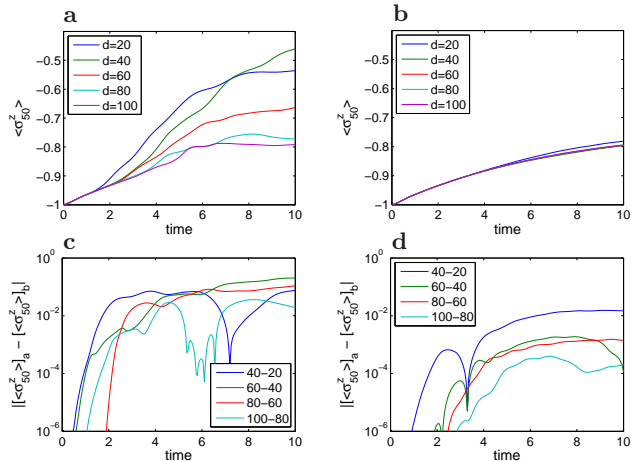 a
d=20
d=40
d=60
d=80
d=100
−0.5
−0.6
−0.7
−0.8
−0.9
−1
<σ^z_50>
0 2 4 6 8 10
time
b
d=20
d=40
d=60
d=80
d=100
−0.5
−0.6
−0.7
−0.8
−0.9
−1
<σ^z_50>
0 2 4 6 8 10
time
c
10^0
10^−2
10^−4
10^−6
|[<σ^z_50>]_a − [<σ^z_50>]_b|
40−20
60−40
80−60
100−80
0 2 4 6 8 10
time
d
10^0
10^−2
10^−4
10^−6
|[<σ^z_50>]_a − [<σ^z_50>]_b|
40−20
60−40
80−60
100−80
0 2 4 6 8 10
time